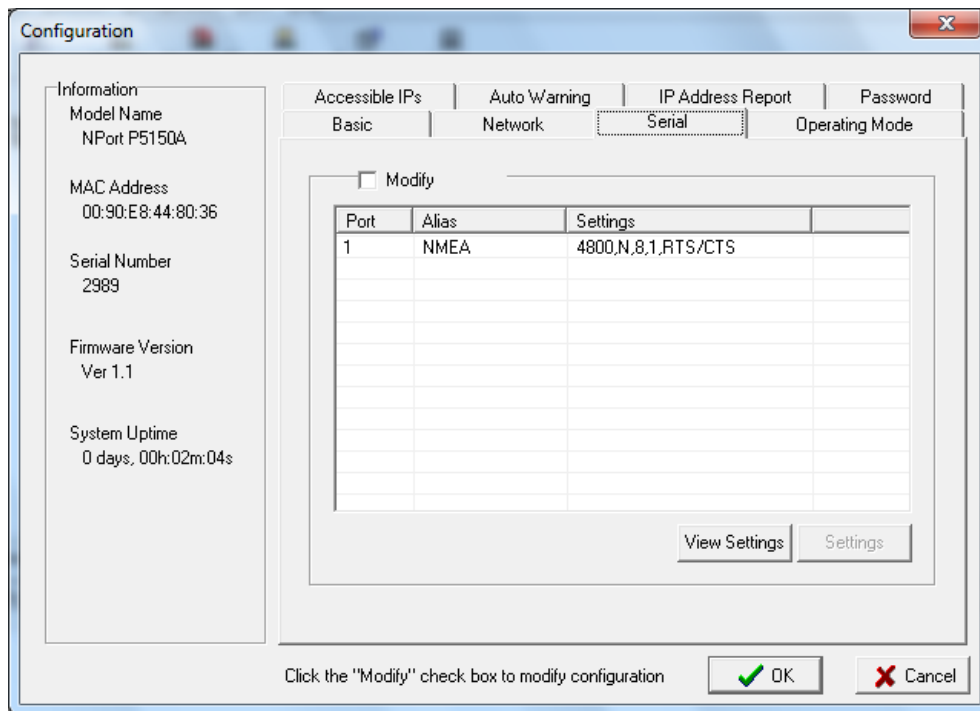 Configuration
Information
Model Name
NPort P5150A
MAC Address
00:90:E8:44:80:36
Serial Number
2989
Firmware Version
Ver 1.1
System Uptime
0 days, 00h:02m:04s
Accessible IPs Auto Warning IP Address Report Password
Basic Network Serial Operating Mode
Modify
Port Alias Settings
1 NMEA 4800,N,8,1,RTS/CTS
View Settings Settings
Click the "Modify" check box to modify configuration OK Cancel